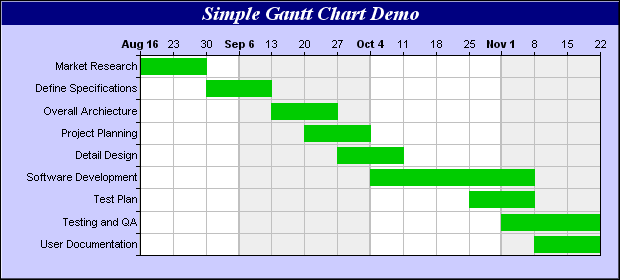 Simple Gantt Chart Demo
Aug 16 23 30 Sep 6 13 20 27 Oct 4 11 18 25 Nov 1 8 15 22
Market Research
Define Specifications
Overall Archiecture
Project Planning
Detail Design
Software Development
Test Plan
Testing and QA
User Documentation